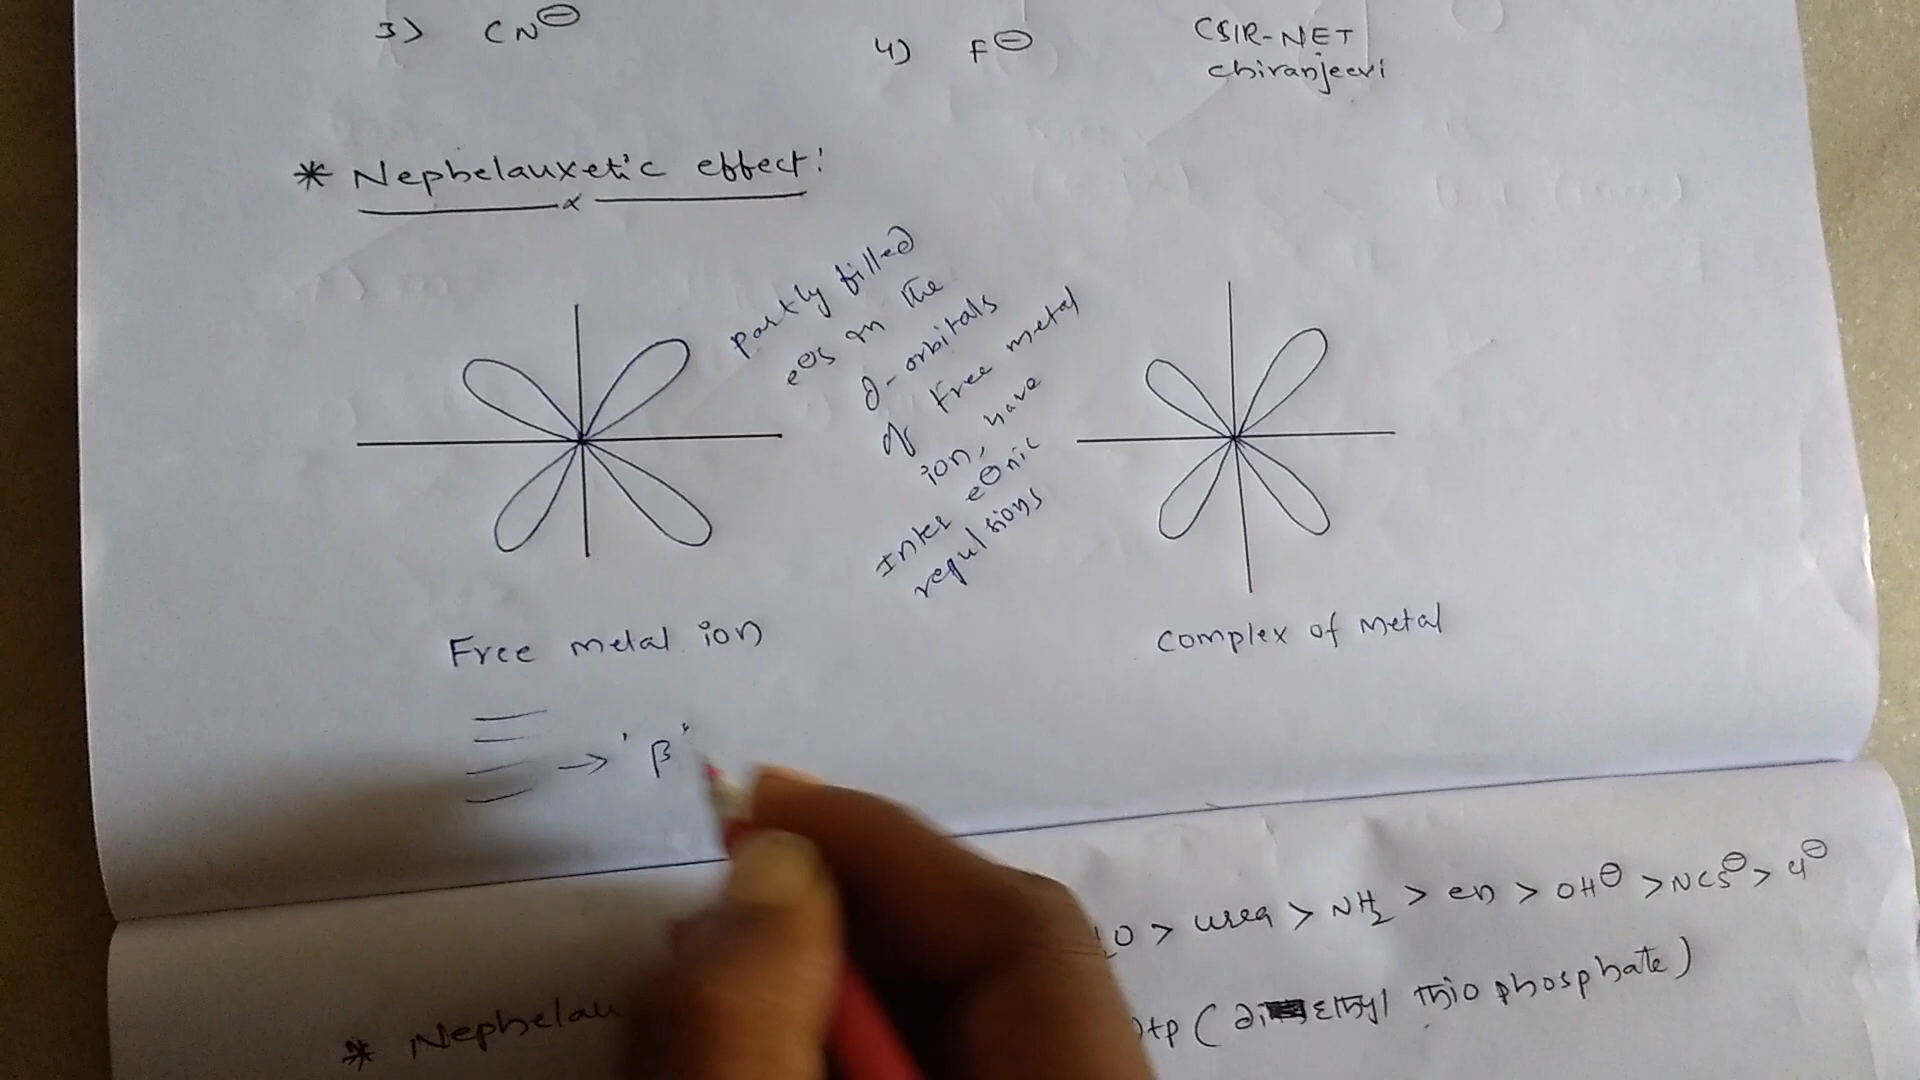 3) CN⊖
4) F⊖
CSIR-NET
chiranjeevi
* Nephelauxetic effect:
partly filled
e⊖s in the
d-orbitals
of Free metal
ion, have
Inter e⊖nic
repulsions
Free metal ion
complex of metal
→ 'β'
O > urea > NH2 > en > OH⊖ > NCS⊖ > Cl⊖
* Nephelau
tp (diethyl thio phosphate)